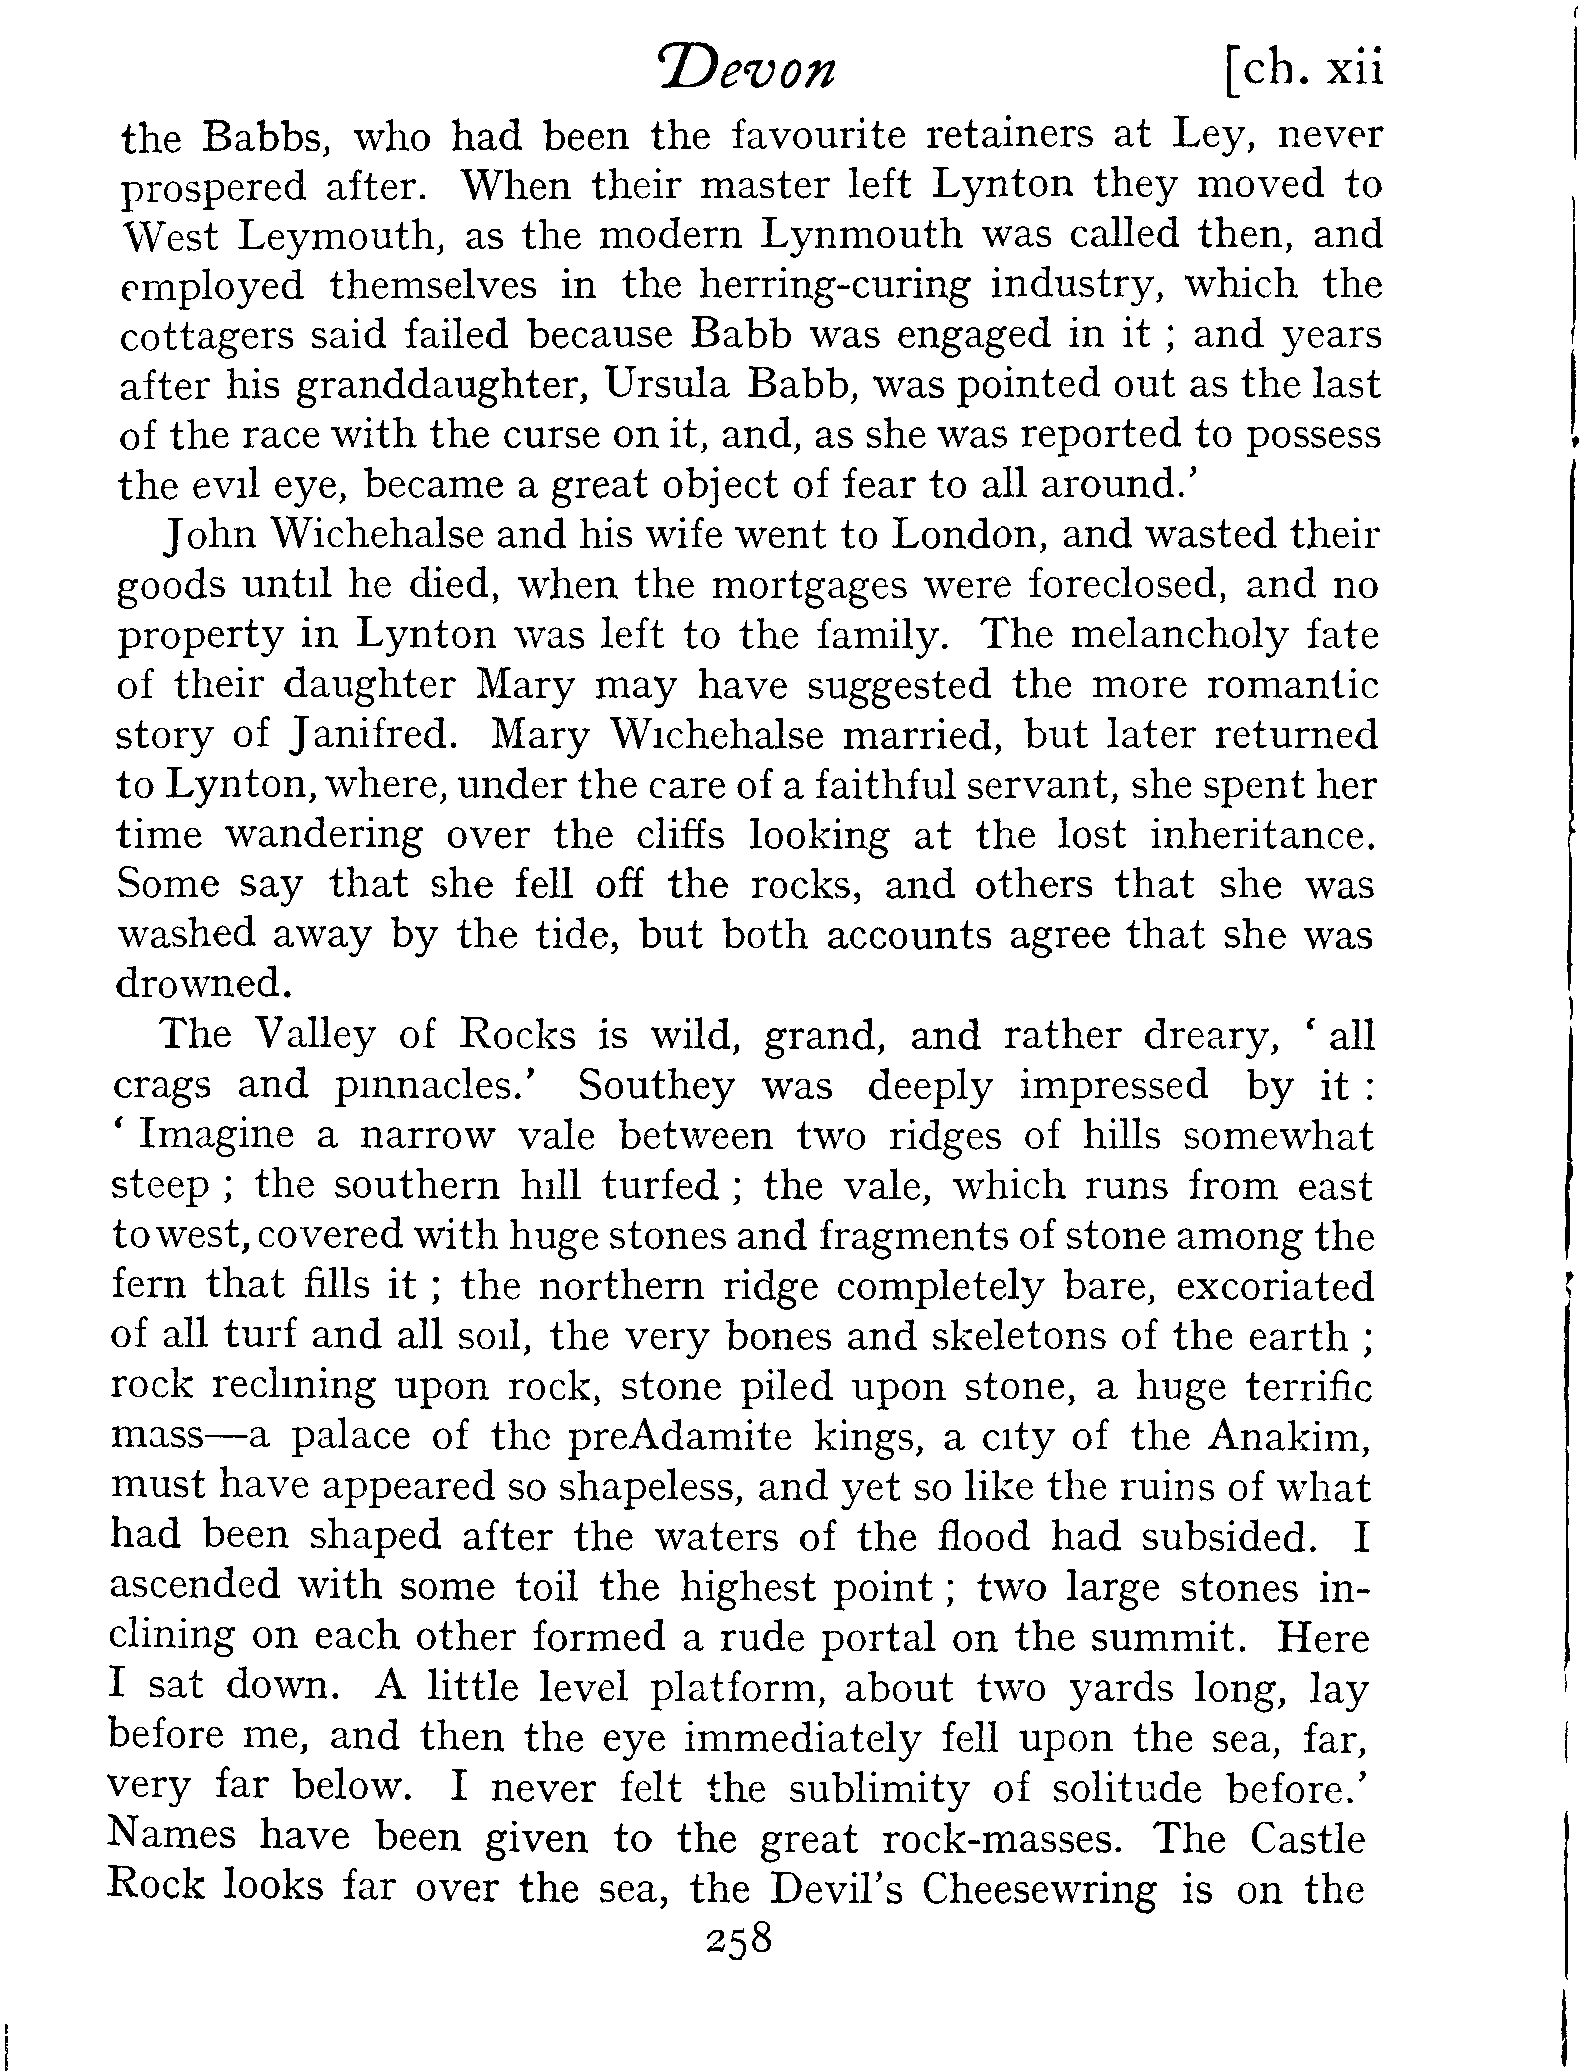 Devon [ch. xii
the Babbs, who had been the favourite retainers at Ley, never
prospered after. When their master left Lynton they moved to
West Leymouth, as the modern Lynmouth was called then, and
employed themselves in the herring-curing industry, which the
cottagers said failed because Babb was engaged in it ; and years
after his granddaughter, Ursula Babb, was pointed out as the last
of the race with the curse on it, and, as she was reported to possess
the evil eye, became a great object of fear to all around.’
John Wichehalse and his wife went to London, and wasted their
goods until he died, when the mortgages were foreclosed, and no
property in Lynton was left to the family. The melancholy fate
of their daughter Mary may have suggested the more romantic
story of Janifred. Mary Wichehalse married, but later returned
to Lynton, where, under the care of a faithful servant, she spent her
time wandering over the cliffs looking at the lost inheritance.
Some say that she fell off the rocks, and others that she was
washed away by the tide, but both accounts agree that she was
drowned.
The Valley of Rocks is wild, grand, and rather dreary, ‘ all
crags and pinnacles.’ Southey was deeply impressed by it :
‘ Imagine a narrow vale between two ridges of hills somewhat
steep ; the southern hill turfed ; the vale, which runs from east
to west, covered with huge stones and fragments of stone among the
fern that fills it ; the northern ridge completely bare, excoriated
of all turf and all soil, the very bones and skeletons of the earth ;
rock reclining upon rock, stone piled upon stone, a huge terrific
mass—a palace of the preAdamite kings, a city of the Anakim,
must have appeared so shapeless, and yet so like the ruins of what
had been shaped after the waters of the flood had subsided. I
ascended with some toil the highest point ; two large stones in-
clining on each other formed a rude portal on the summit. Here
I sat down. A little level platform, about two yards long, lay
before me, and then the eye immediately fell upon the sea, far,
very far below. I never felt the sublimity of solitude before.’
Names have been given to the great rock-masses. The Castle
Rock looks far over the sea, the Devil’s Cheesewring is on the
258